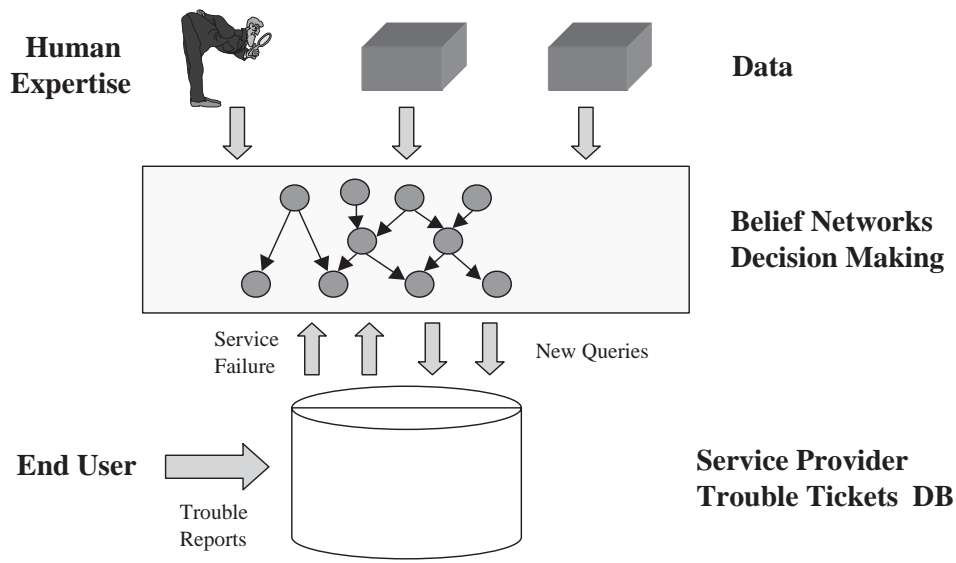 Human
Expertise
Data
Belief Networks
Decision Making
Service
Failure
New Queries
End User
Trouble
Reports
Service Provider
Trouble Tickets DB